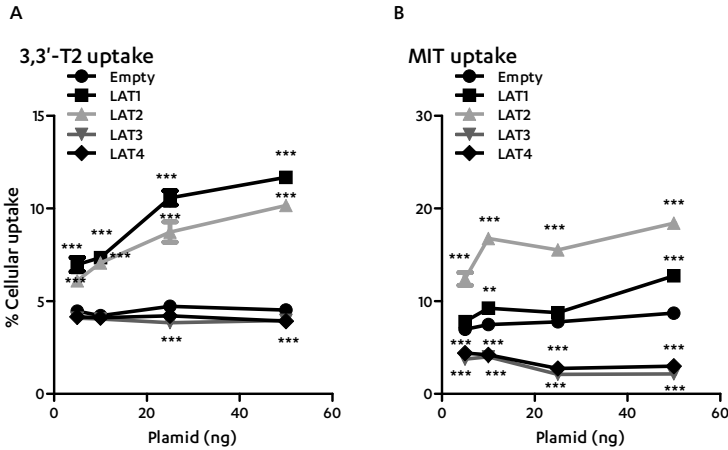 A
3,3'-T2 uptake
Empty
LAT1
LAT2
LAT3
LAT4
% Cellular uptake
15
10
5
0
***
***
***
***
***
***
***
***
***
***
0
20
40
60
Plamid (ng)
B
MIT uptake
Empty
LAT1
LAT2
LAT3
LAT4
30
20
10
0
***
***
***
***
**
***
***
***
***
***
***
***
***
***
0
20
40
60
Plamid (ng)